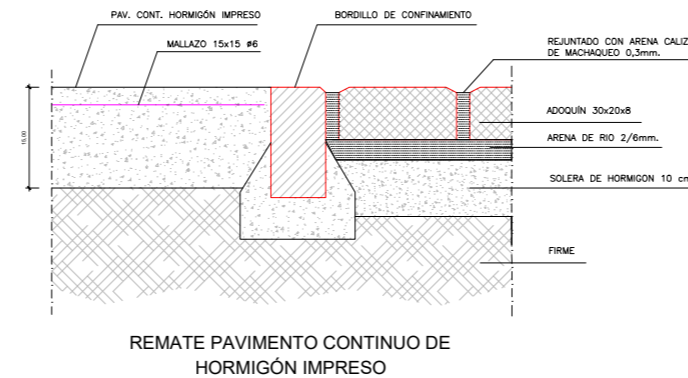 PAV. CONT. HORMIGÓN IMPRESO
BORDILLO DE CONFINAMIENTO
MALLAZO 15x15 ø6
REJUNTADO CON ARENA CALIZ
DE MACHAQUEO 0,3mm.
ADOQUÍN 30x20x8
ARENA DE RIO 2/6mm.
15,00
SOLERA DE HORMIGON 10 cm
FIRME
REMATE PAVIMENTO CONTINUO DE
HORMIGÓN IMPRESO